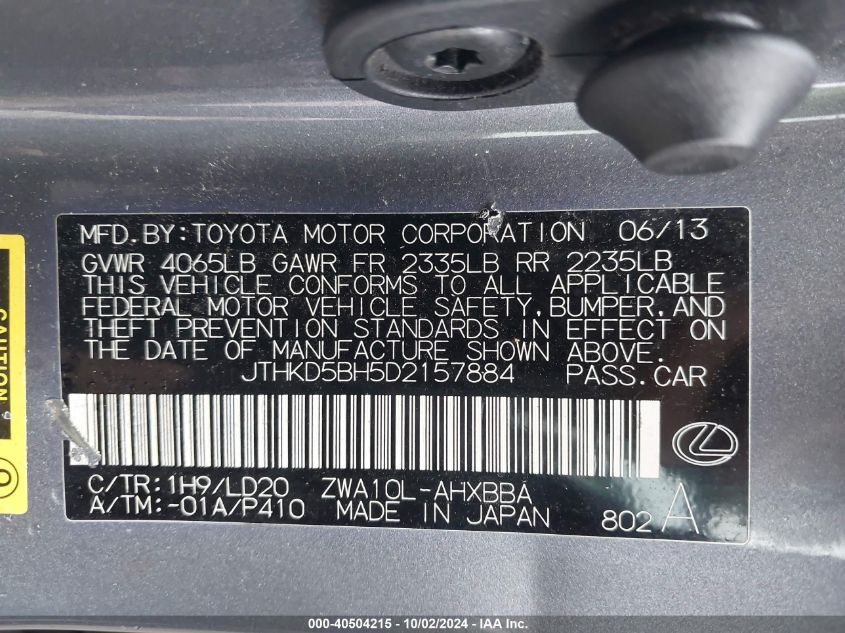 MFD.BY:TOYOTA MOTOR CORPORATION 06/13
GVWR 4065LB GAWR FR 2335LB RR 2235LB
THIS VEHICLE CONFORMS TO ALL APPLICABLE
FEDERAL MOTOR VEHICLE SAFETY,BUMPER,AND
THEFT PREVENTION STANDARDS IN EFFECT ON
THE DATE OF MANUFACTURE SHOWN ABOVE.
JTHKD5BH5D2157884 PASS.CAR
C/TR:1H9/LD20 ZWA10L-AHXBBA
A/TM:-01A/P410 MADE IN JAPAN 802 A
CAUTION
000-40504215 - 10/02/2024 - IAA Inc.